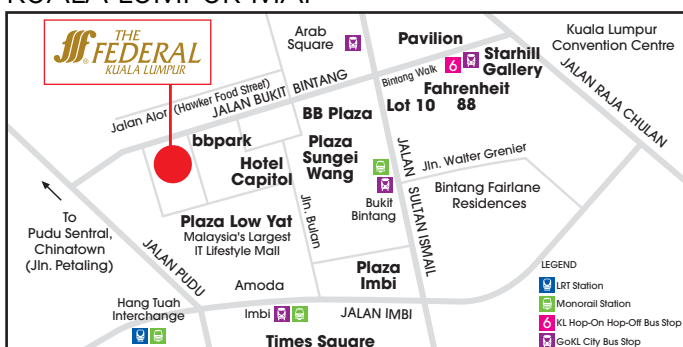 THE
FEDERAL
KUALA LUMPUR
Arab
Square
Pavilion
Kuala Lumpur
Convention Centre
Starhill
Gallery
Bintang Walk
6
Fahrenheit
88
Lot 10
JALAN RAJA CHULAN
Jalan Alor (Hawker Food Street)
JALAN BUKIT BINTANG
BB Plaza
bbpark
Hotel
Capitol
Plaza
Sungei
Wang
JALAN SULTAN ISMAIL
Jln. Walter Grenier
Bukit
Bintang
Bintang Fairlane
Residences
Jln. Bulan
To
Pudu Sentral,
Chinatown
(Jln. Petaling)
Plaza Low Yat
Malaysia's Largest
IT Lifestyle Mall
JALAN PUDU
Plaza
Imbi
Amoda
Hang Tuah
Interchange
Imbi
JALAN IMBI
Times Square
LEGEND
LRT Station
Monorail Station
6 KL Hop-On Hop-Off Bus Stop
GoKL City Bus Stop